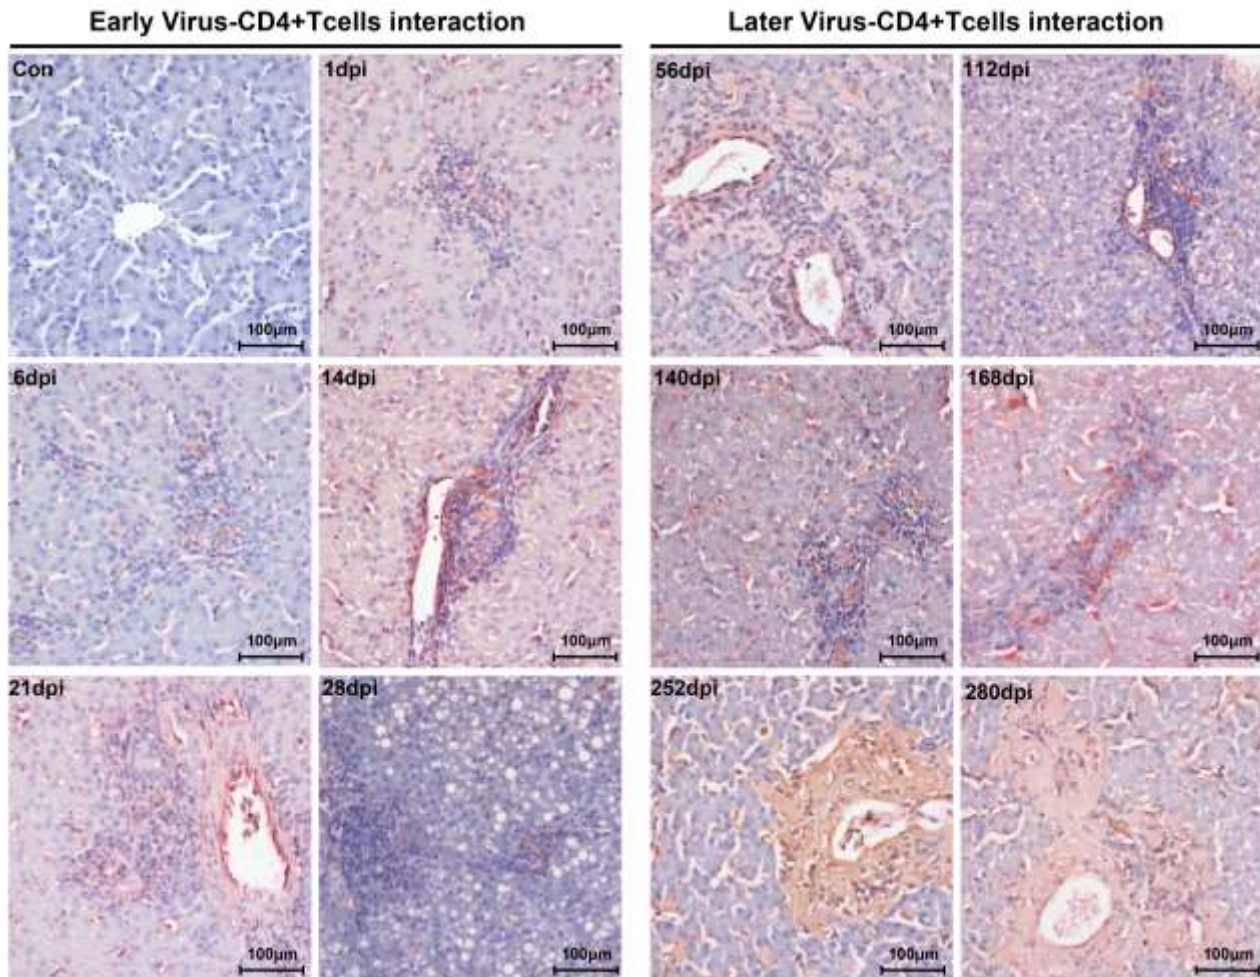 Early Virus-CD4+Tcells interaction
Later Virus-CD4+Tcells interaction
Con
1dpi
56dpi
112dpi
100μm
100μm
100μm
100μm
6dpi
14dpi
140dpi
168dpi
100μm
100μm
100μm
100μm
21dpi
28dpi
252dpi
280dpi
100μm
100μm
100μm
100μm